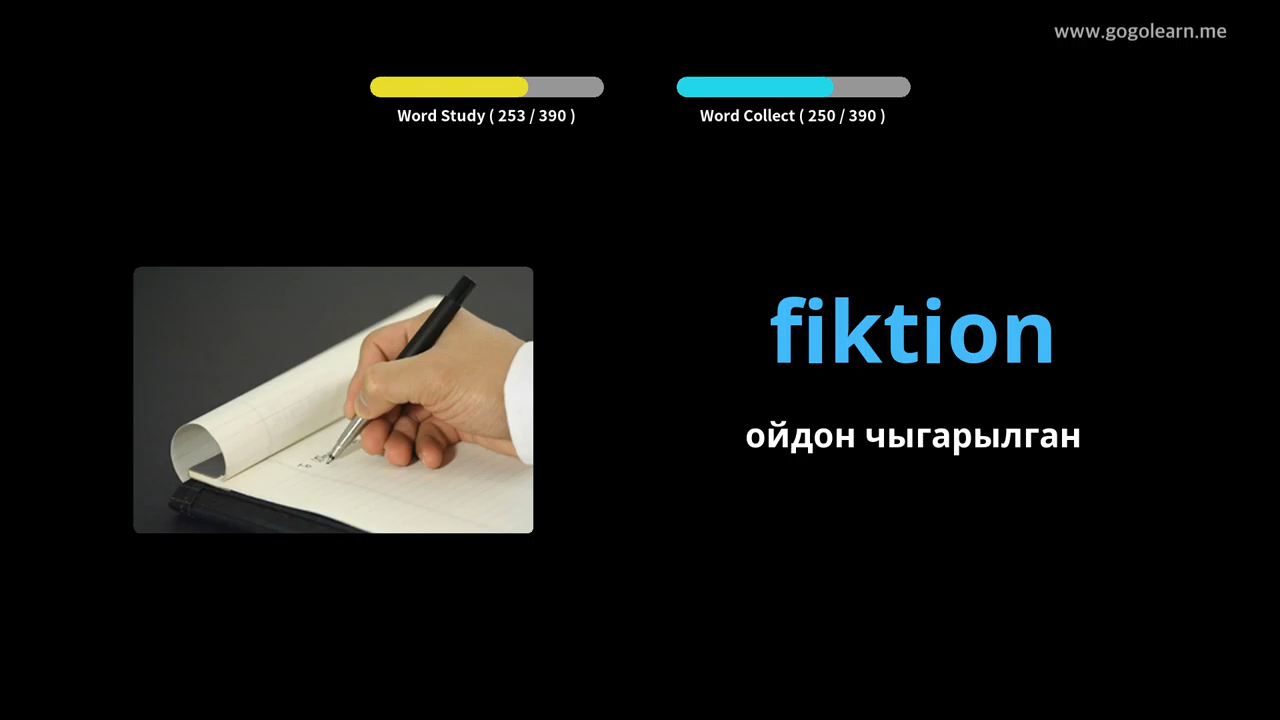 www.gogolearn.me
Word Study ( 253 / 390 )
Word Collect ( 250 / 390 )
fiktion
ойдон чыгарылган